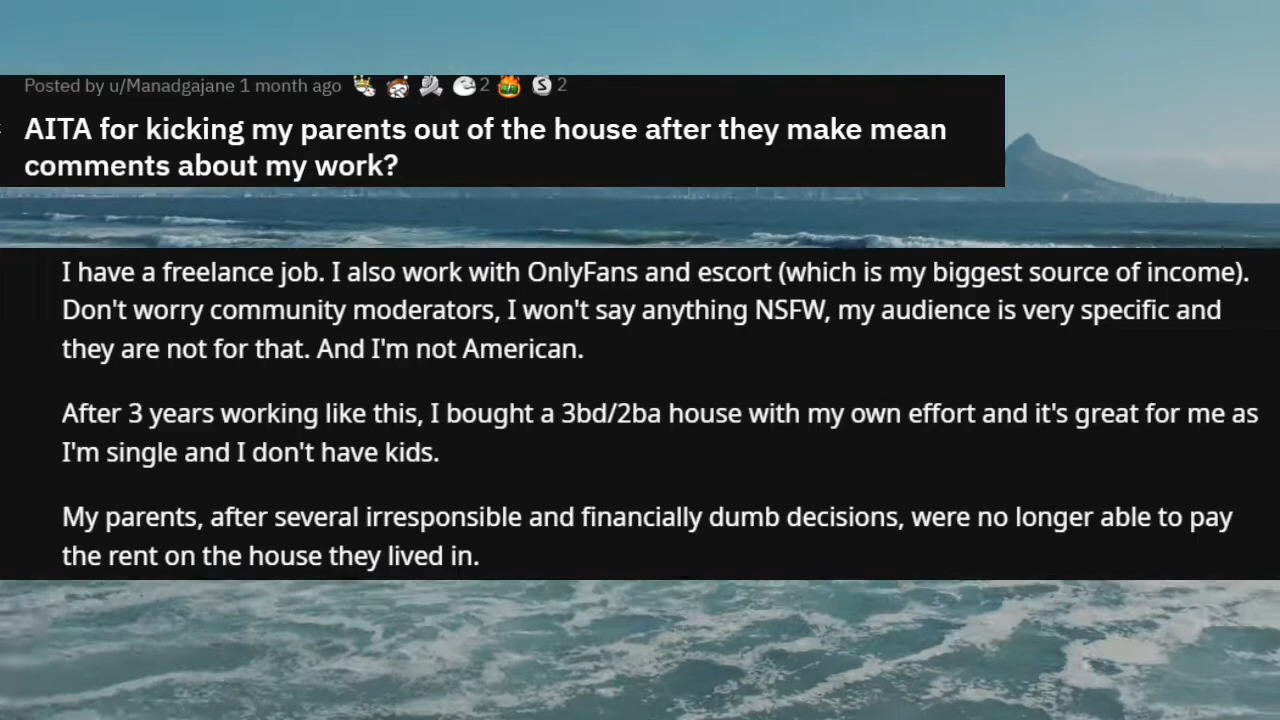 Posted by u/Manadgajane 1 month ago 2 2
AITA for kicking my parents out of the house after they make mean
comments about my work?
I have a freelance job. I also work with OnlyFans and escort (which is my biggest source of income).
Don't worry community moderators, I won't say anything NSFW, my audience is very specific and
they are not for that. And I'm not American.
After 3 years working like this, I bought a 3bd/2ba house with my own effort and it's great for me as
I'm single and I don't have kids.
My parents, after several irresponsible and financially dumb decisions, were no longer able to pay
the rent on the house they lived in.